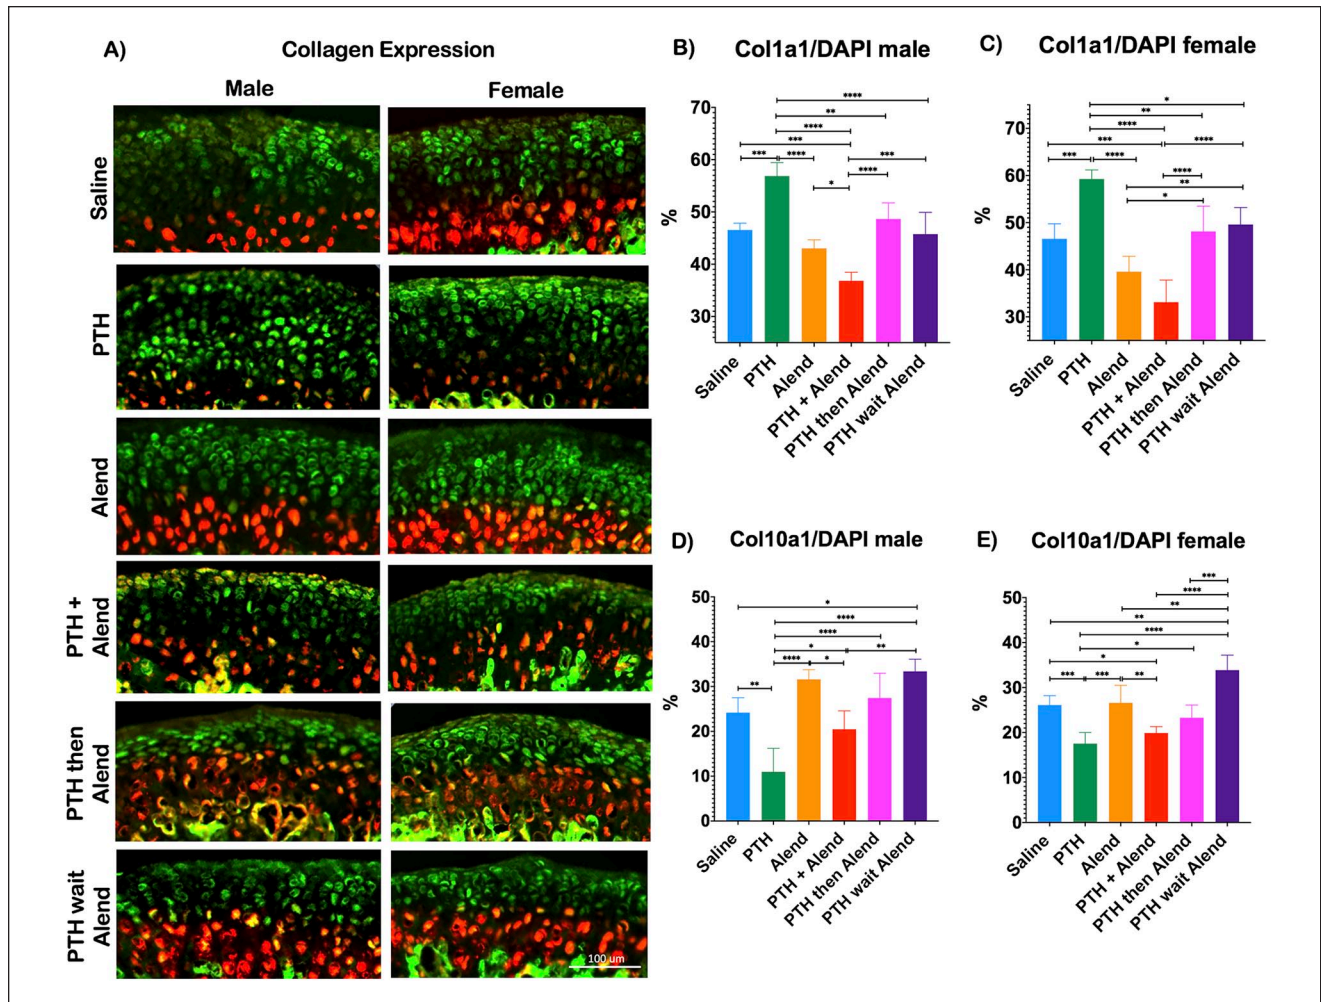 A)
Collagen Expression
Male
Female
Saline
PTH
Alend
PTH +
Alend
PTH then
Alend
PTH wait
Alend
100 um
B)
Col1a1/DAPI male
%
70
60
50
40
30
****
**
****
***
***
****
***
****
*
Saline
PTH
Alend
PTH + Alend
PTH then Alend
PTH wait Alend
C)
Col1a1/DAPI female
%
70
60
50
40
30
*
**
****
***
****
***
****
****
**
*
Saline
PTH
Alend
PTH + Alend
PTH then Alend
PTH wait Alend
D)
Col10a1/DAPI male
%
50
40
30
20
10
0
*
****
****
*
**
****
*
**
Saline
PTH
Alend
PTH + Alend
PTH then Alend
PTH wait Alend
E)
Col10a1/DAPI female
%
50
40
30
20
10
0
***
****
**
**
****
*
*
***
***
**
Saline
PTH
Alend
PTH + Alend
PTH then Alend
PTH wait Alend